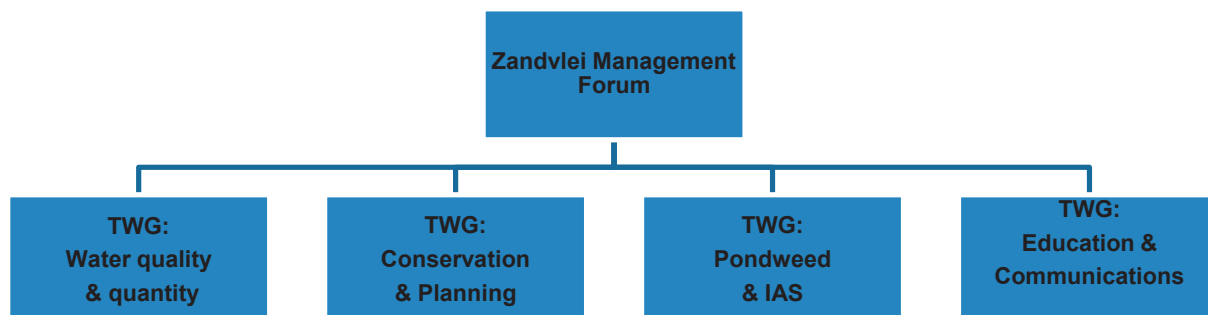 Zandvlei Management
Forum
TWG:
Water quality
& quantity
TWG:
Conservation
& Planning
TWG:
Pondweed
& IAS
TWG:
Education &
Communications